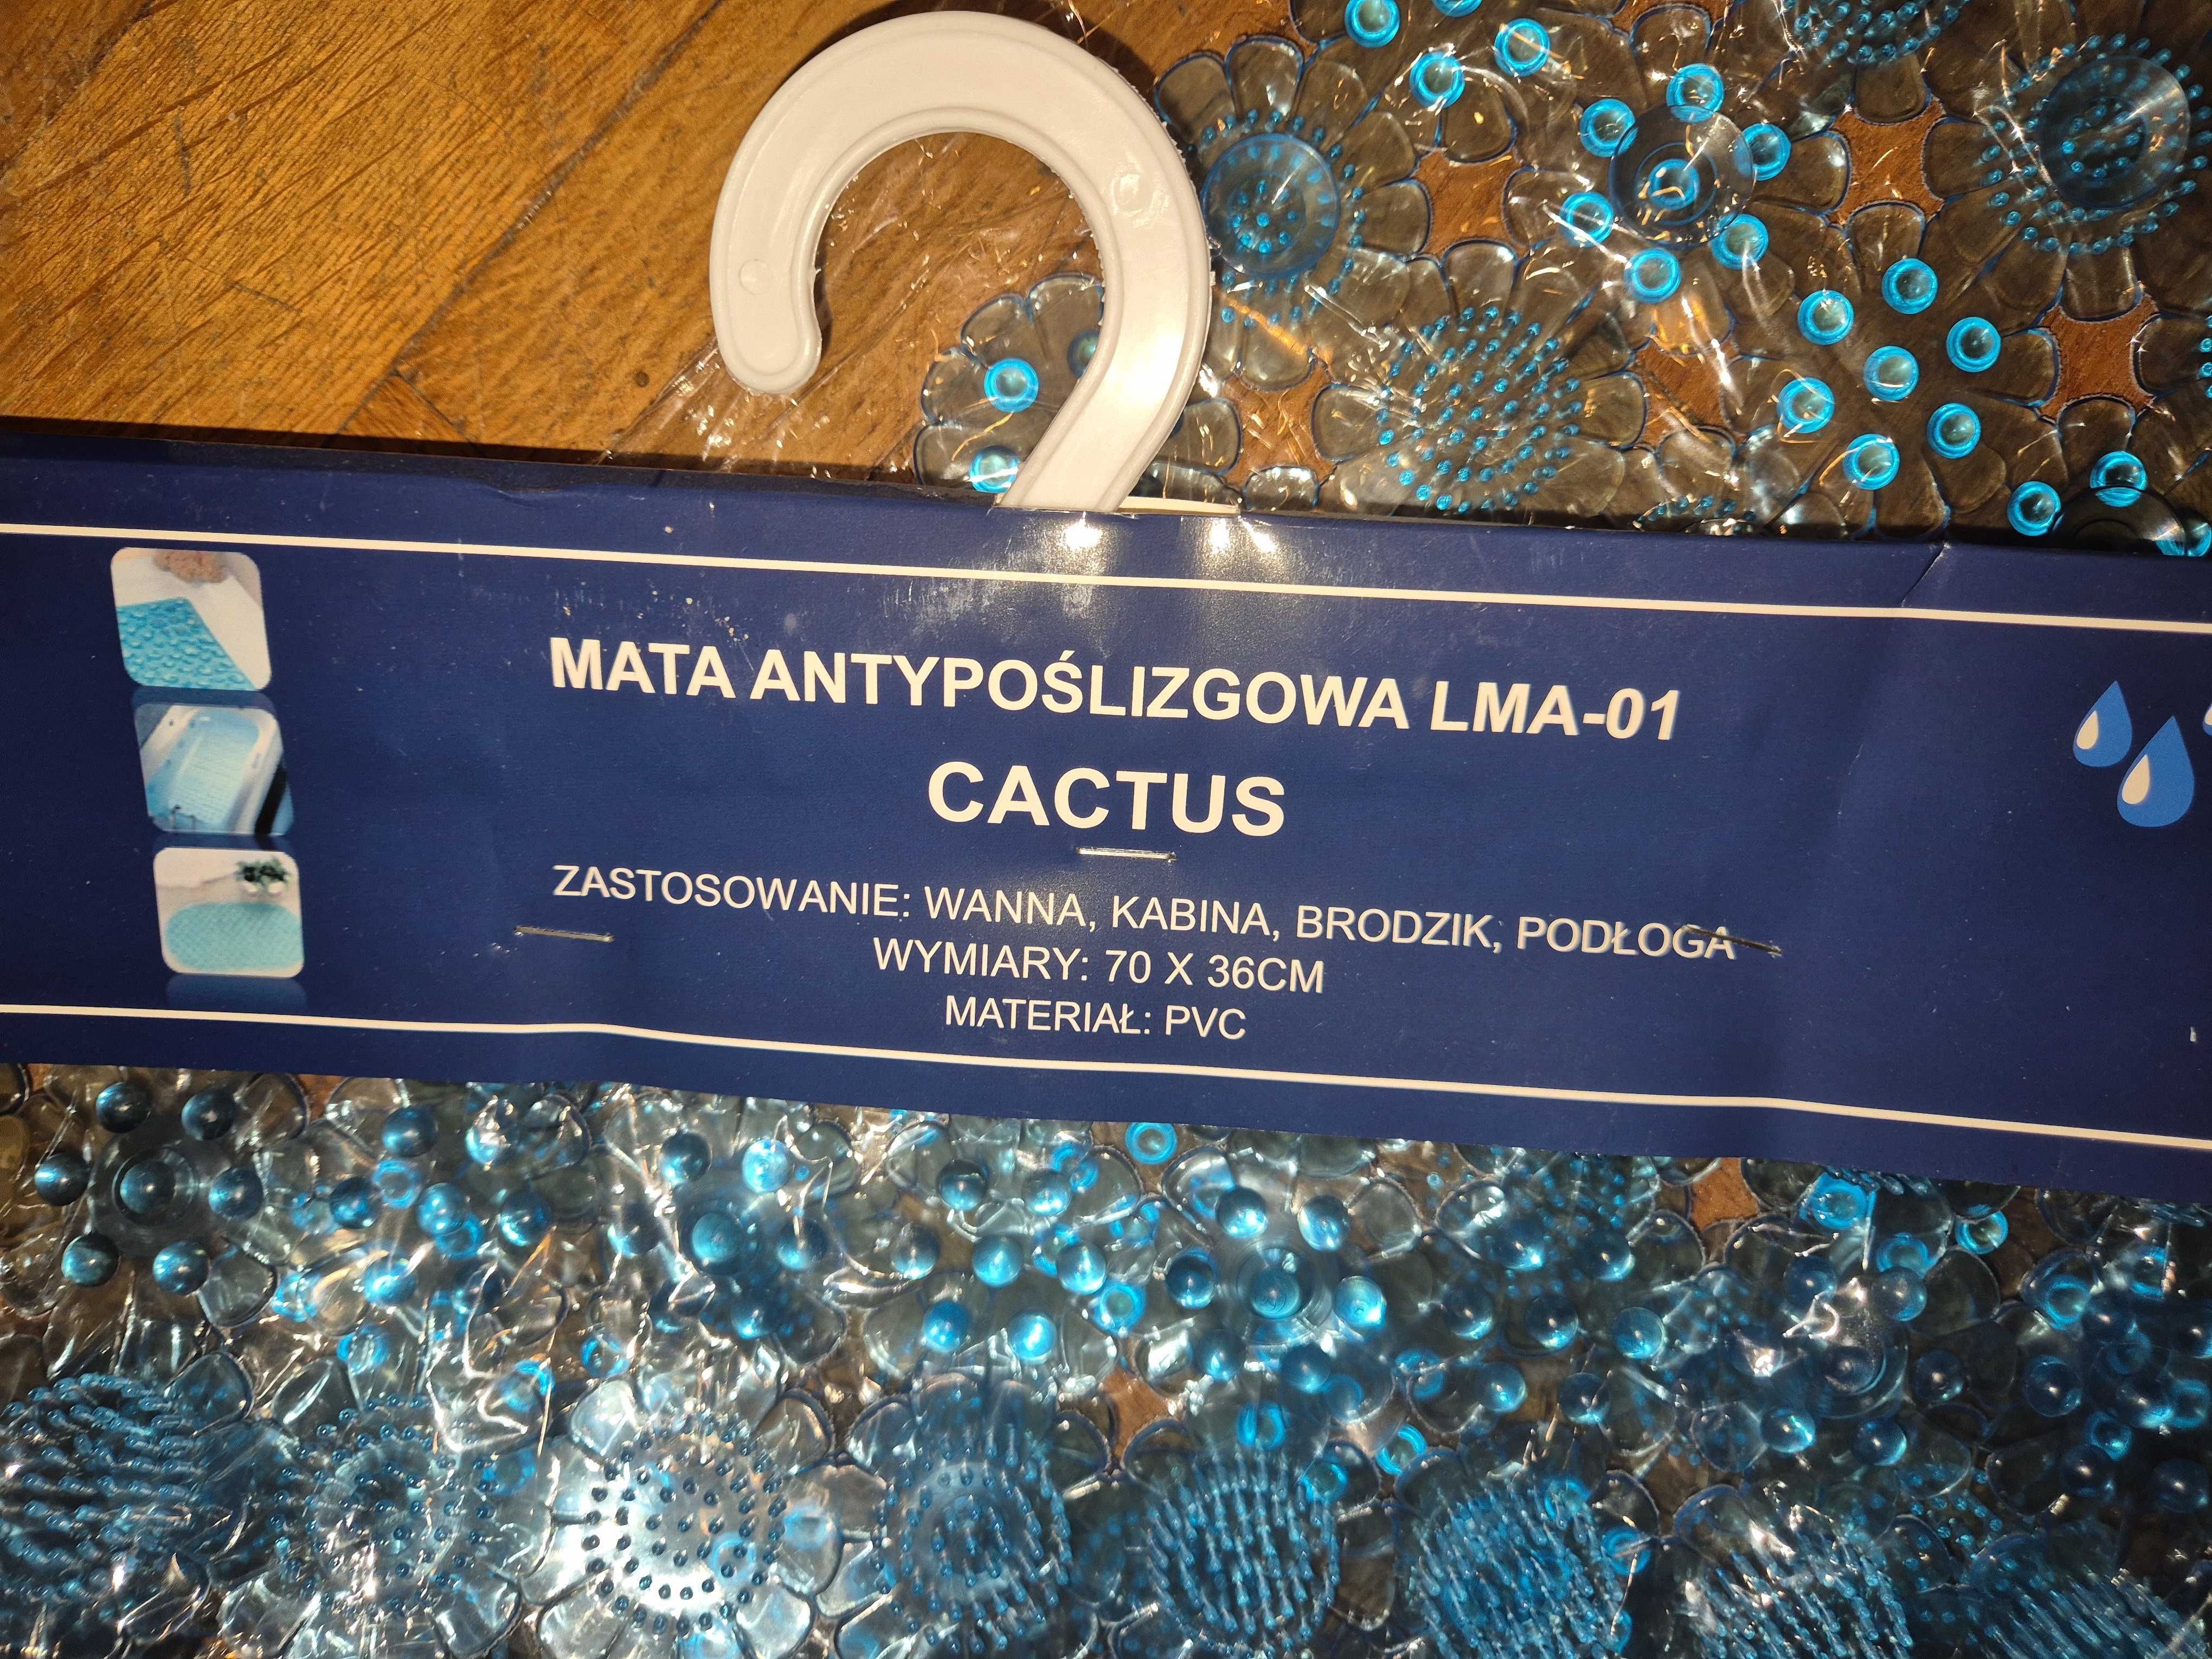 MATA ANTYPOŚLIZGOWA LMA-01
CACTUS
ZASTOSOWANIE: WANNA, KABINA, BRODZIK, PODŁOGA
WYMIARY: 70 X 36CM
MATERIAŁ: PVC